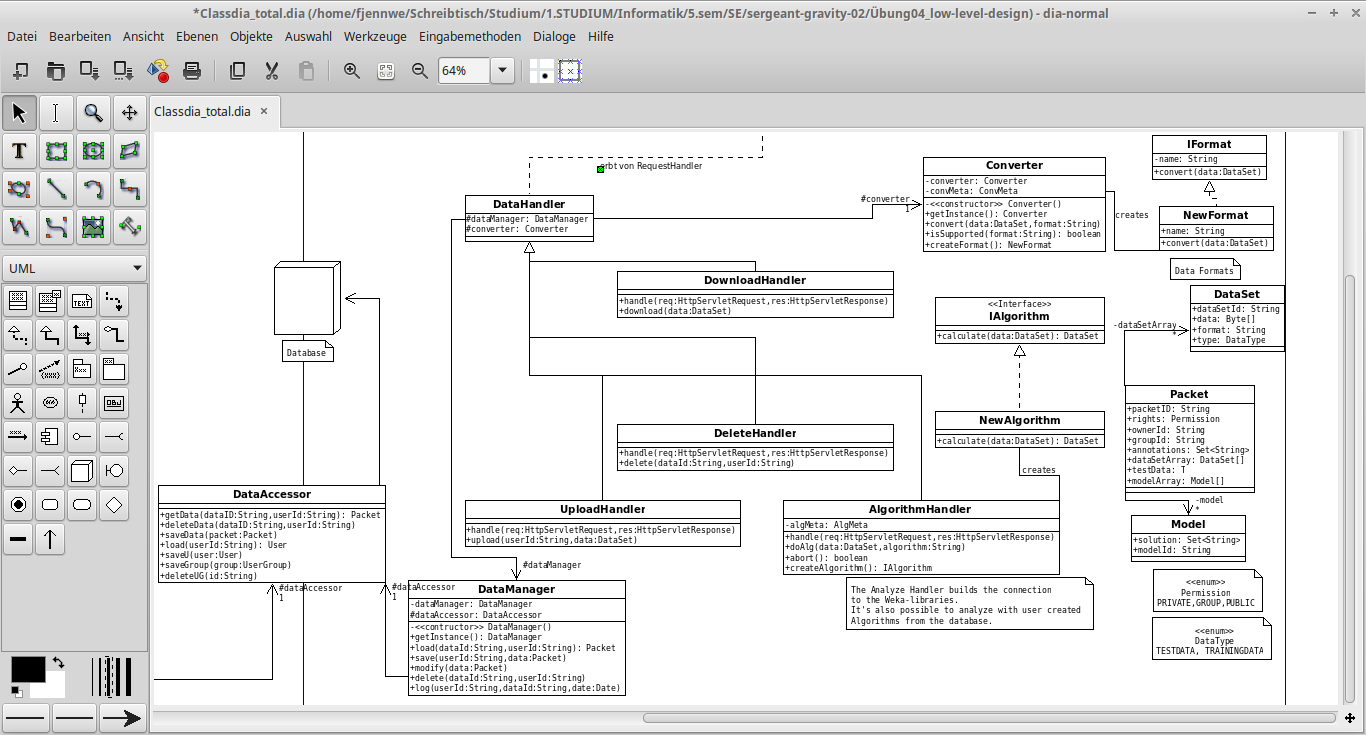 *Classdia_total.dia (/home/fjennwe/Schreibtisch/Studium/1.STUDIUM/Informatik/5.sem/SE/sergeant-gravity-02/Übung04_low-level-design) - dia-normal
Datei Bearbeiten Ansicht Ebenen Objekte Auswahl Werkzeuge Eingabemethoden Dialoge Hilfe
64%
Classdia_total.dia
T
UML
TEXT
OBJ
erbt von RequestHandler
DataHandler
#dataManager: DataManager
#converter: Converter
#converter
1
Converter
-converter: Converter
-convMeta: ConvMeta
-<<constructor>> Converter()
+getInstance(): Converter
+convert(data:DataSet,format:String)
+isSupported(format:String): boolean
+createFormat(): NewFormat
creates
IFormat
-name: String
+convert(data:DataSet)
NewFormat
+name: String
+convert(data:DataSet)
Data Formats
DownloadHandler
+handle(req:HttpServletRequest,res:HttpServletResponse)
+download(data:DataSet)
Database
<<Interface>>
IAlgorithm
+calculate(data:DataSet): DataSet
DataSet
+dataSetId: String
+data: Byte[]
+format: String
+type: DataType
-dataSetArray
*
Packet
+packetID: String
+rights: Permission
+ownerId: String
+groupId: String
+annotations: Set<String>
+dataSetArray: DataSet[]
+testData: T
+modelArray: Model[]
NewAlgorithm
+calculate(data:DataSet): DataSet
creates
DeleteHandler
+handle(req:HttpServletRequest,res:HttpServletResponse)
+delete(dataId:String,userId:String)
DataAccessor
+getData(dataID:String,userId:String): Packet
+deleteData(dataID:String,userId:String)
+saveData(packet:Packet)
+load(userId:String): User
+saveU(user:User)
+saveGroup(group:UserGroup)
+deleteUG(id:String)
UploadHandler
+handle(req:HttpServletRequest,res:HttpServletResponse)
+upload(userId:String,data:DataSet)
AlgorithmHandler
-algMeta: AlgMeta
+handle(req:HttpServletRequest,res:HttpServletResponse)
+doAlg(data:DataSet,algorithm:String)
+abort(): boolean
+createAlgorithm(): IAlgorithm
-model
*
Model
+solution: Set<String>
+modelId: String
#dataManager
#dataAccessor
1
#dataAccessor
1
DataManager
-dataManager: DataManager
#dataAccessor: DataAccessor
-<<constructor>> DataManager()
+getInstance(): DataManager
+load(dataId:String,userId:String): Packet
+save(userId:String,data:Packet)
+modify(data:Packet)
+delete(dataId:String,userId:String)
+log(userId:String,dataId:String,date:Date)
The Analyze Handler builds the connection
to the Weka-libraries.
It's also possible to analyze with user created
Algorithms from the database.
<<enum>>
Permission
PRIVATE,GROUP,PUBLIC
<<enum>>
DataType
TESTDATA, TRAININGDATA